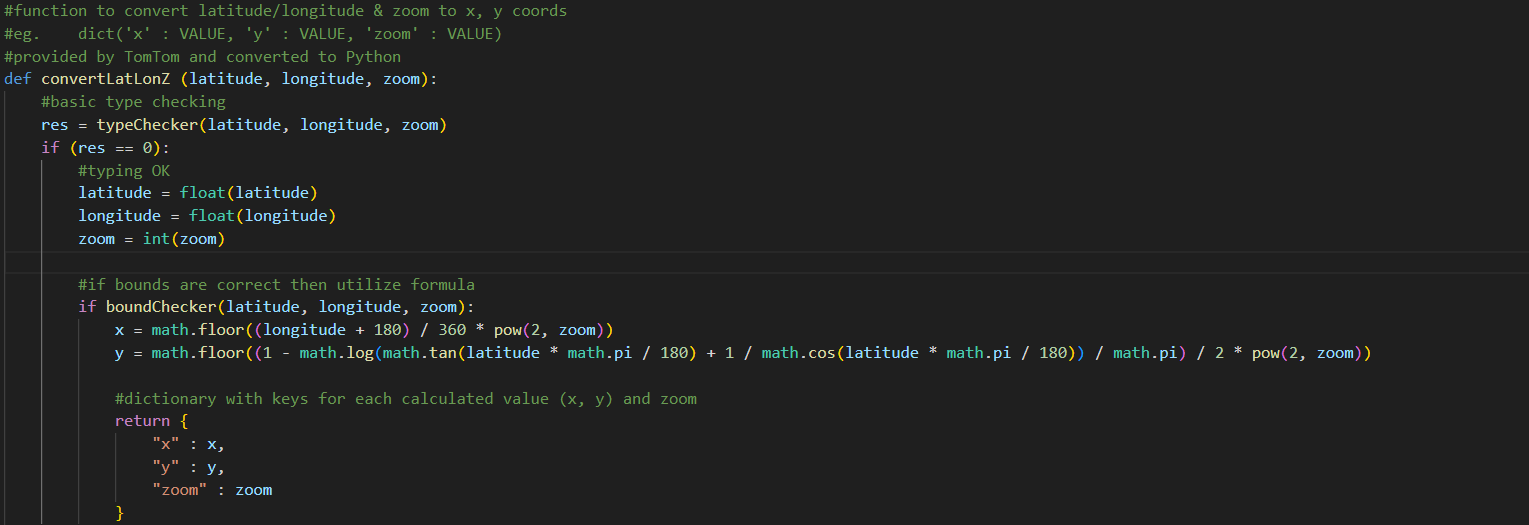 #function to convert latitude/longitude & zoom to x, y coords
#eg.    dict('x' : VALUE, 'y' : VALUE, 'zoom' : VALUE)
#provided by TomTom and converted to Python
def convertLatLonZ (latitude, longitude, zoom):
    #basic type checking
    res = typeChecker(latitude, longitude, zoom)
    if (res == 0):
        #typing OK
        latitude = float(latitude)
        longitude = float(longitude)
        zoom = int(zoom)

        #if bounds are correct then utilize formula
        if boundChecker(latitude, longitude, zoom):
            x = math.floor((longitude + 180) / 360 * pow(2, zoom))
            y = math.floor((1 - math.log(math.tan(latitude * math.pi / 180) + 1 / math.cos(latitude * math.pi / 180)) / math.pi) / 2 * pow(2, zoom))

            #dictionary with keys for each calculated value (x, y) and zoom
            return {
                "x" : x,
                "y" : y,
                "zoom" : zoom
            }